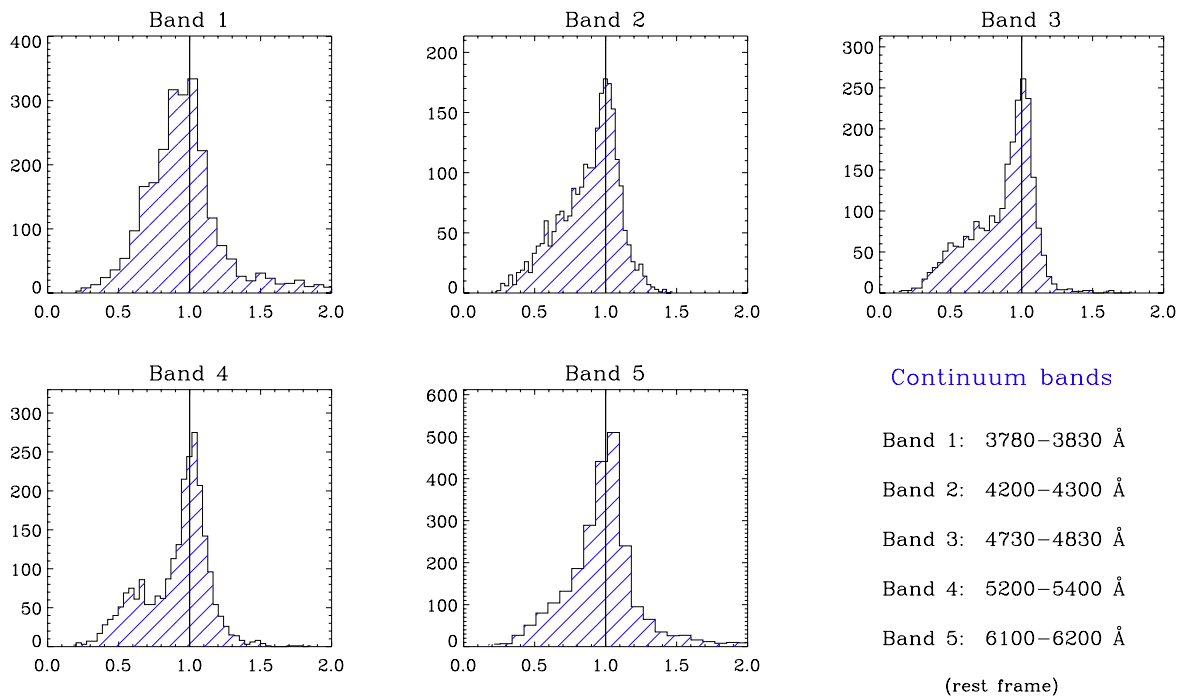 Band 1
400
300
200
100
0
0.0 0.5 1.0 1.5 2.0
Band 2
200
150
100
50
0
0.0 0.5 1.0 1.5 2.0
Band 3
300
250
200
150
100
50
0
0.0 0.5 1.0 1.5 2.0
Band 4
300
250
200
150
100
50
0
0.0 0.5 1.0 1.5 2.0
Band 5
600
500
400
300
200
100
0
0.0 0.5 1.0 1.5 2.0
Continuum bands
Band 1: 3780−3830 Å
Band 2: 4200−4300 Å
Band 3: 4730−4830 Å
Band 4: 5200−5400 Å
Band 5: 6100−6200 Å
(rest frame)